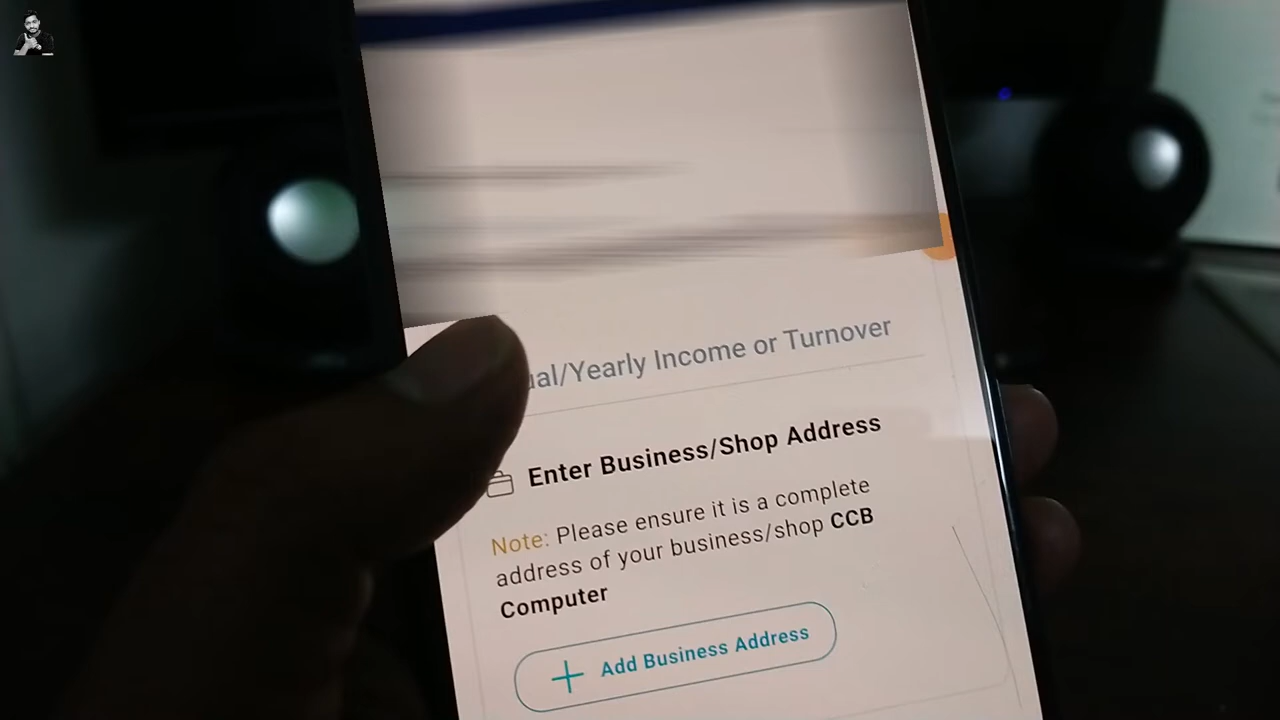 ual/Yearly Income or Turnover
Enter Business/Shop Address
Note: Please ensure it is a complete
address of your business/shop CCB
Computer
Add Business Address